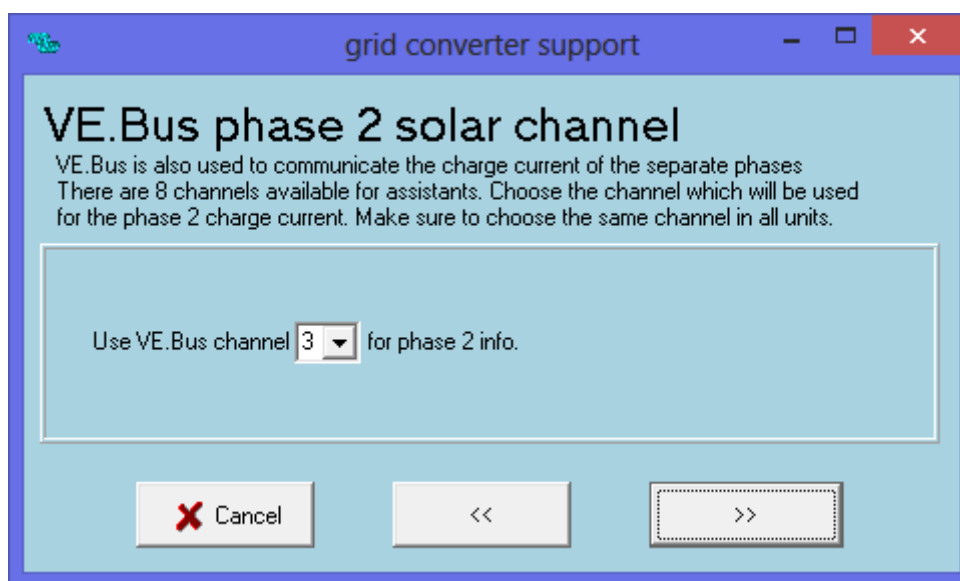 grid converter support
VE.Bus phase 2 solar channel
VE.Bus is also used to communicate the charge current of the separate phases
There are 8 channels available for assistants. Choose the channel which will be used
for the phase 2 charge current. Make sure to choose the same channel in all units.
Use VE.Bus channel 3 for phase 2 info.
Cancel << >>